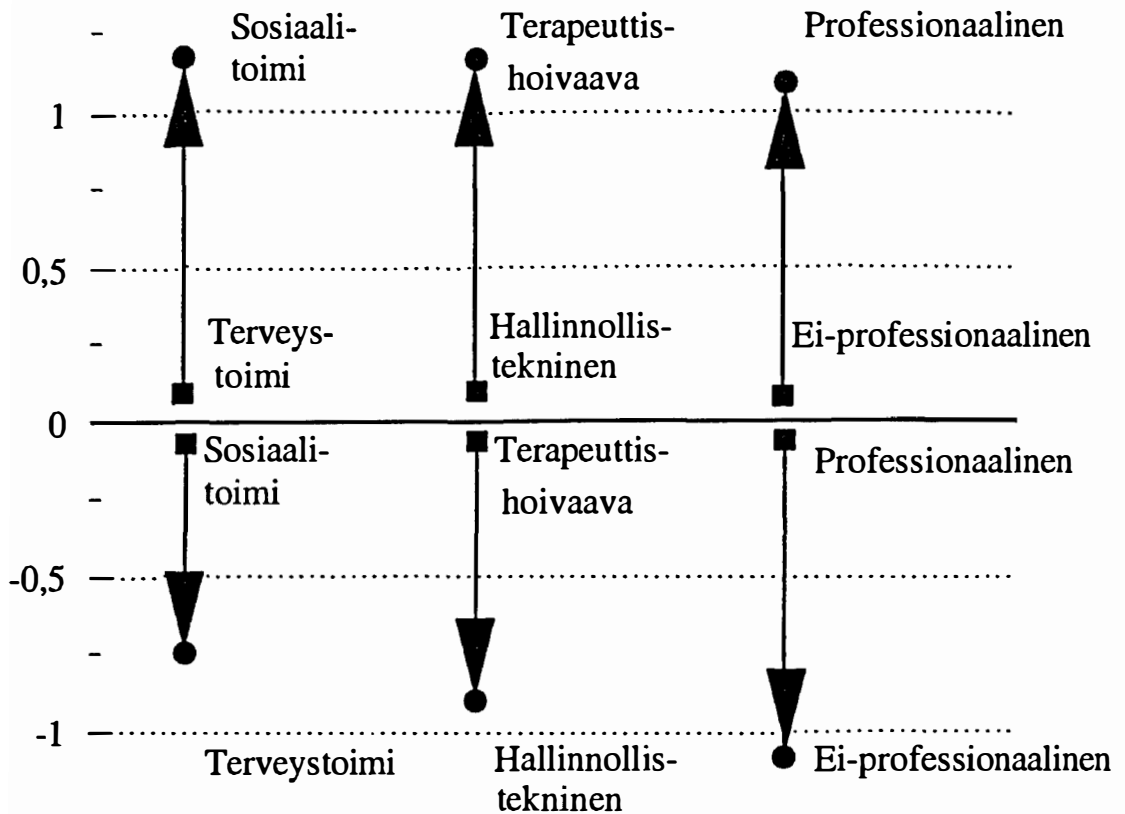 Sosiaali-
toimi
Terapeuttis-
hoivaava
Professionaalinen
1
0,5
Terveys-
toimi
Hallinnollis-
tekninen
Ei-professionaalinen
0
Sosiaali-
toimi
Terapeuttis-
hoivaava
Professionaalinen
-0,5
-1
Terveystoimi
Hallinnollis-
tekninen
Ei-professionaalinen